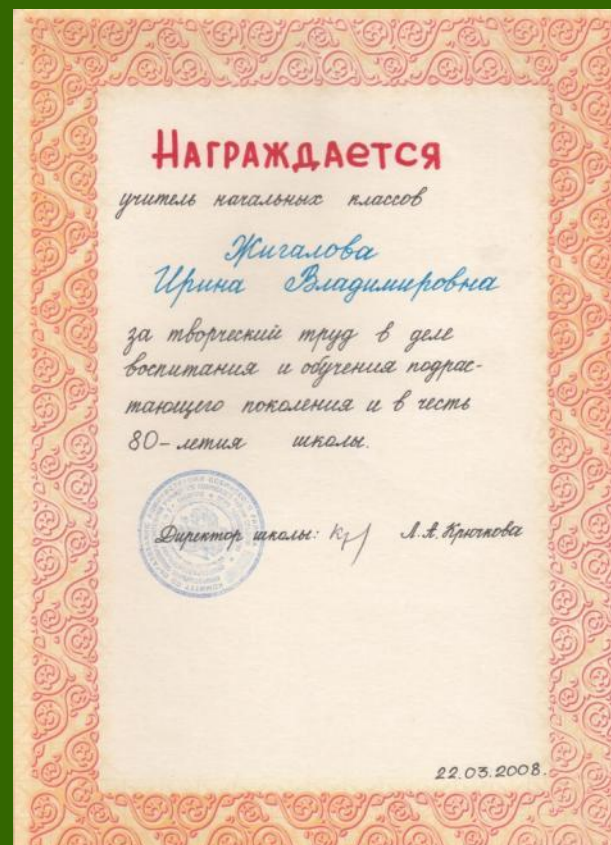 Награждается
учитель начальных классов
Жигалова
Ирина Владимировна
за творческий труд в деле
воспитания и обучения подрас-
тающего поколения и в честь
80-летия школы.
Директор школы: Л.А. Крючкова
22.03.2008.